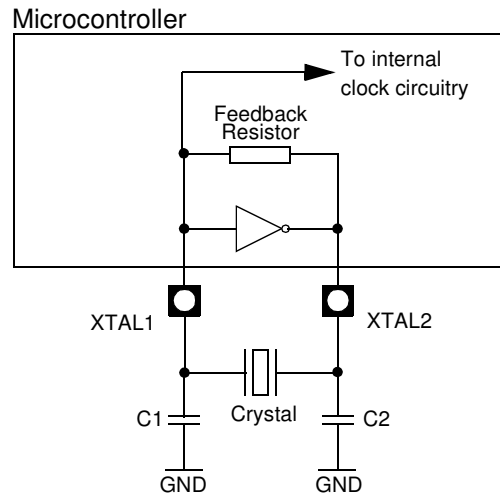 Microcontroller
To internal
clock circuitry
Feedback
Resistor
XTAL1
XTAL2
C1
Crystal
C2
GND
GND